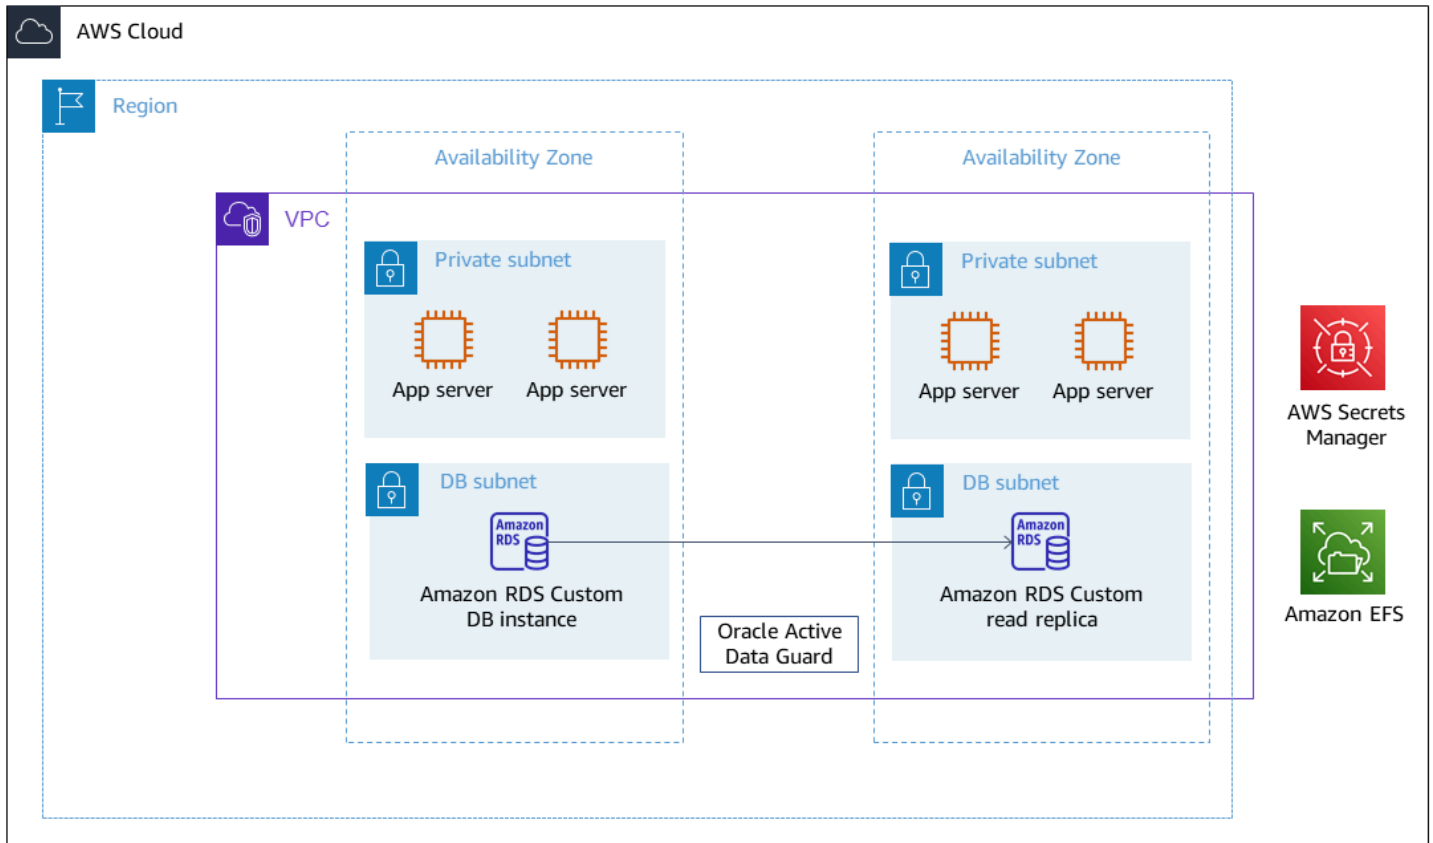 AWS Cloud
Region
Availability Zone
Availability Zone
VPC
Private subnet
Private subnet
App server
App server
App server
App server
AWS Secrets
Manager
DB subnet
DB subnet
Amazon
RDS
Amazon
RDS
Amazon RDS Custom
DB instance
Amazon RDS Custom
read replica
Amazon EFS
Oracle Active
Data Guard